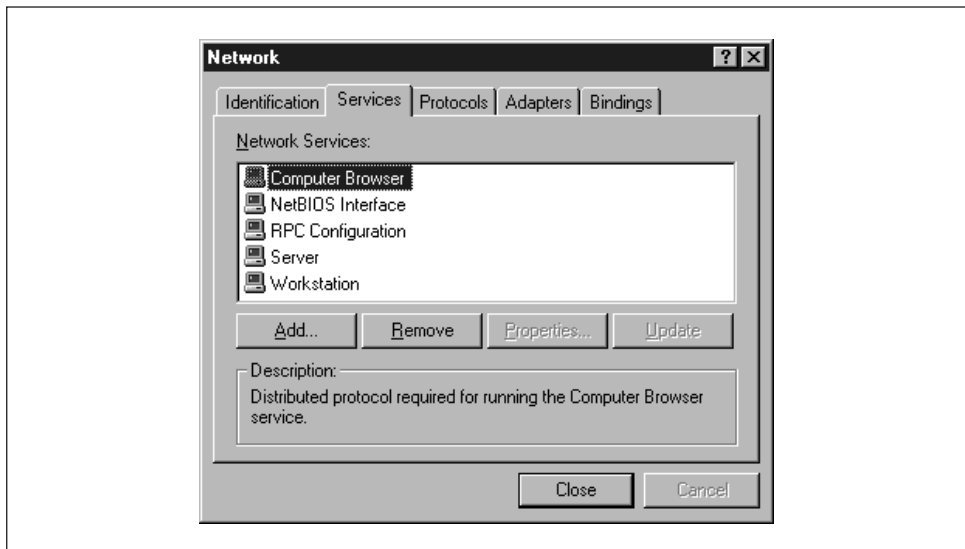 Network
Identification Services Protocols Adapters Bindings
Network Services:
Computer Browser
NetBIOS Interface
RPC Configuration
Server
Workstation
Add... Remove Properties... Update
Description:
Distributed protocol required for running the Computer Browser
service.
Close Cancel